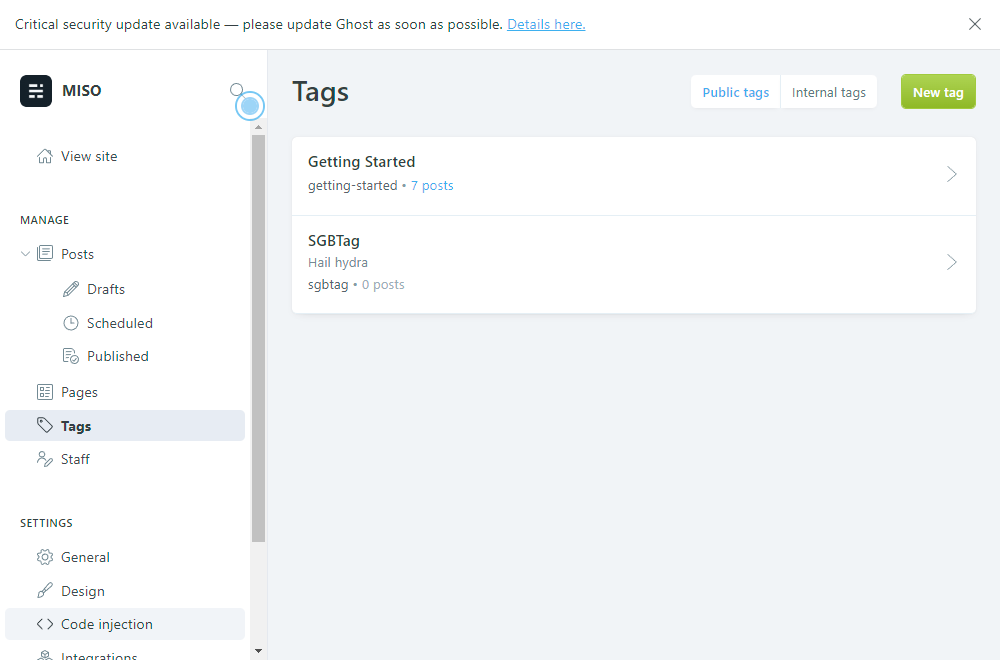 Critical security update available — please update Ghost as soon as possible. Details here.
MISO
View site
MANAGE
Posts
Drafts
Scheduled
Published
Pages
Tags
Staff
SETTINGS
General
Design
Code injection
Integrations
Tags
Public tags
Internal tags
New tag
Getting Started
getting-started • 7 posts
SGBTag
Hail hydra
sgbtag • 0 posts